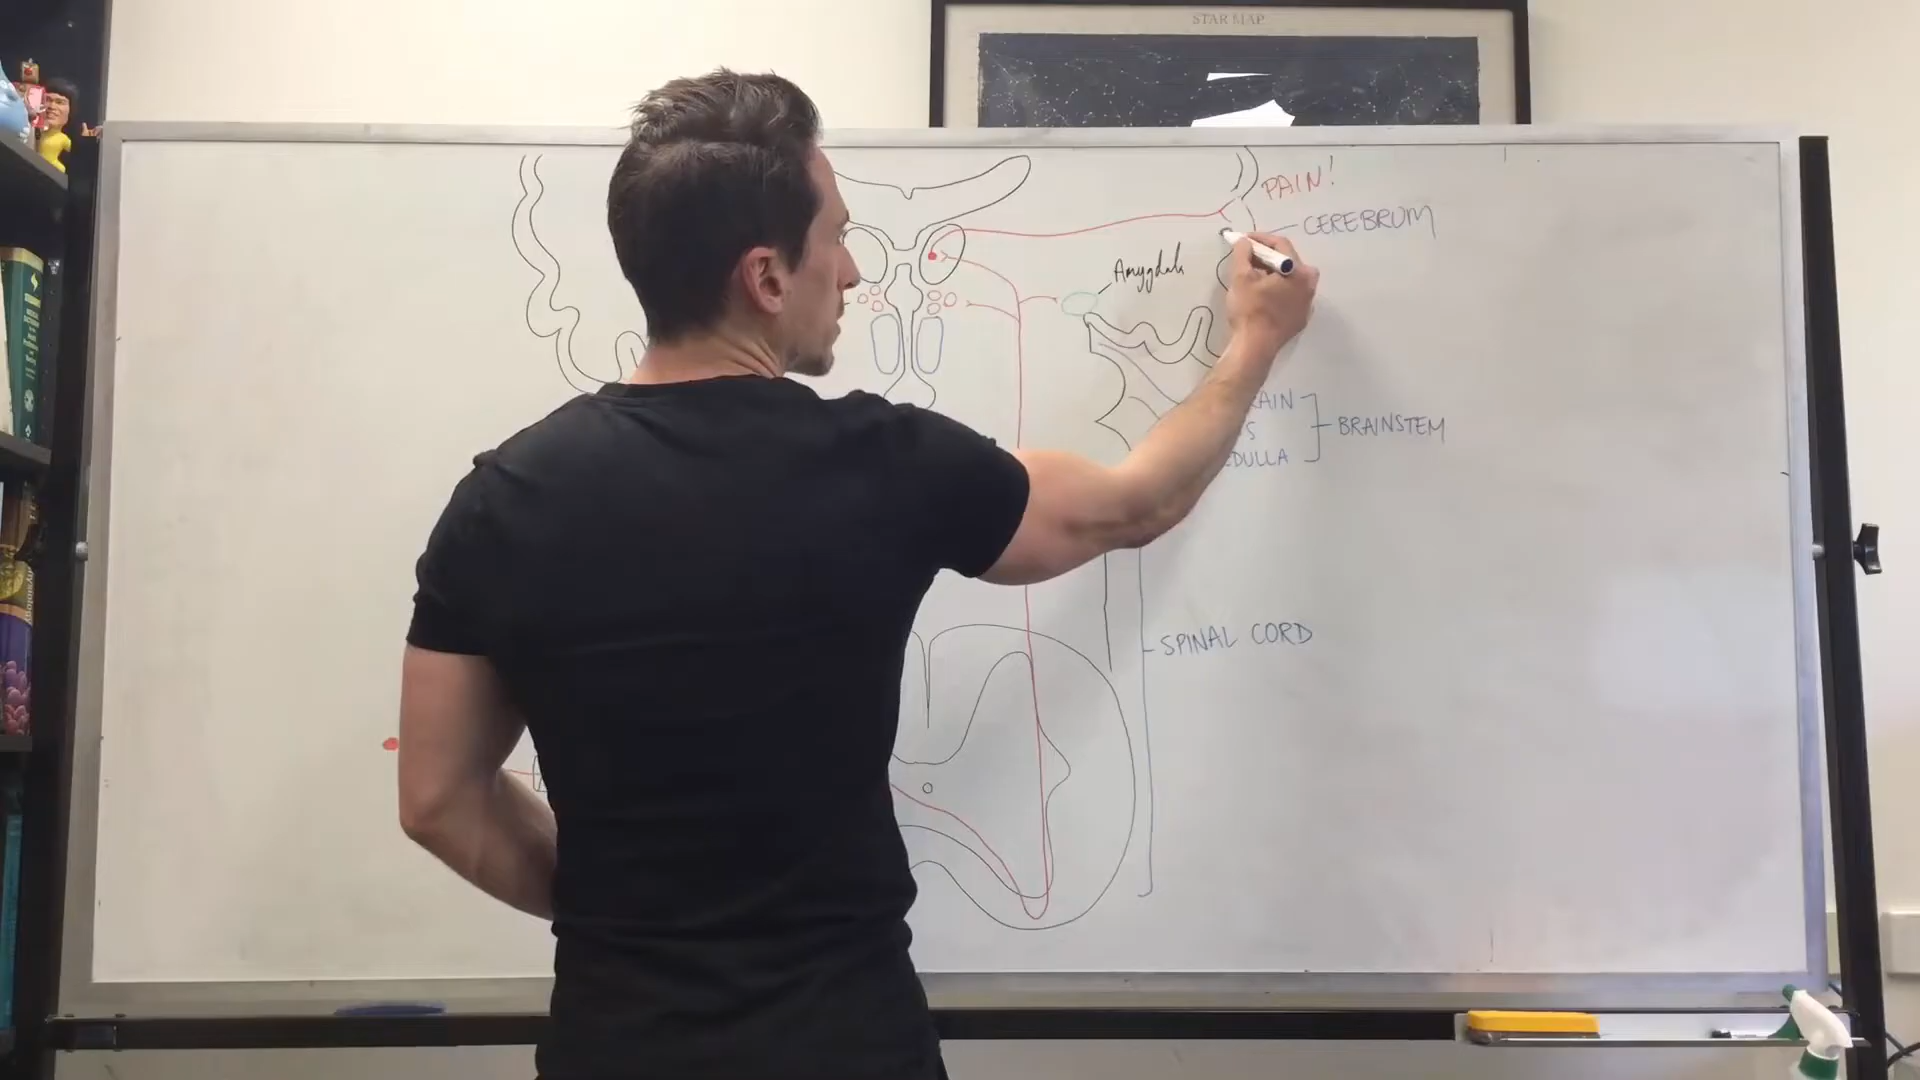 STAR MAP
PAIN!
CEREBRUM
Amygdala
RAIN
S
EDULLA
BRAINSTEM
SPINAL CORD